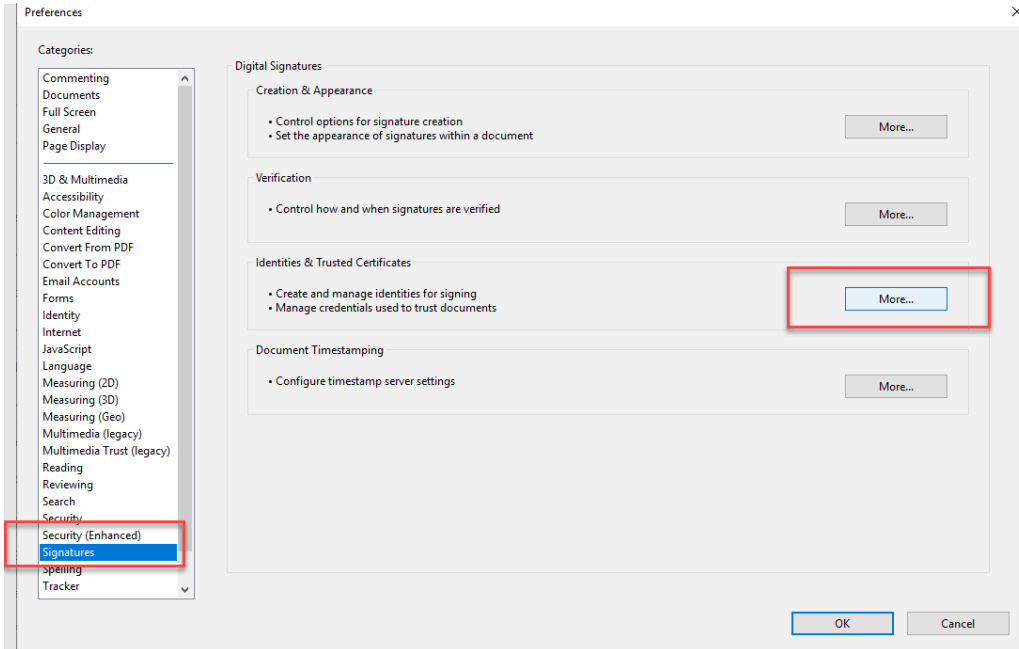 Preferences
Categories:
Commenting
Documents
Full Screen
General
Page Display
3D & Multimedia
Accessibility
Color Management
Content Editing
Convert From PDF
Convert To PDF
Email Accounts
Forms
Identity
Internet
JavaScript
Language
Measuring (2D)
Measuring (3D)
Measuring (Geo)
Multimedia (legacy)
Multimedia Trust (legacy)
Reading
Reviewing
Search
Security
Security (Enhanced)
Signatures
Spelling
Tracker
Digital Signatures
Creation & Appearance
• Control options for signature creation
• Set the appearance of signatures within a document
More...
Verification
• Control how and when signatures are verified
More...
Identities & Trusted Certificates
• Create and manage identities for signing
• Manage credentials used to trust documents
More...
Document Timestamping
• Configure timestamp server settings
More...
OK
Cancel